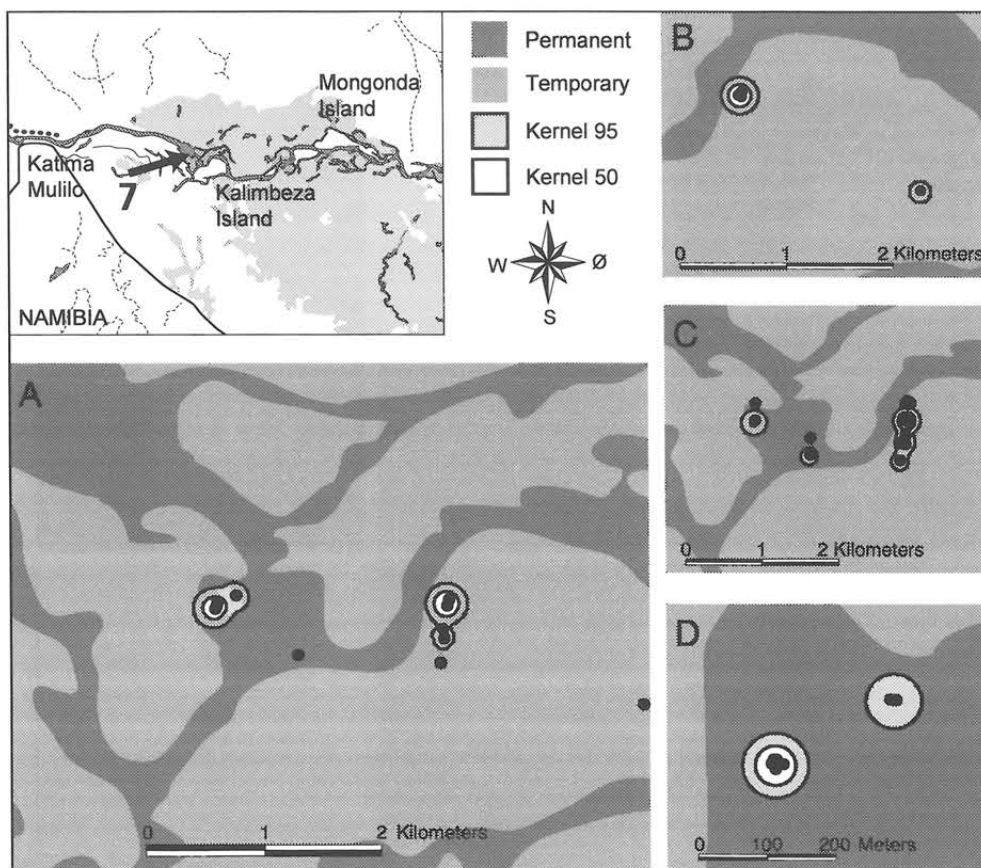 Mongonda
Island
Katima
Mulilo
7
Kalimbeza
Island
NAMIBIA
Permanent
Temporary
Kernel 95
Kernel 50
N
W Ø
S
B
0 1 2 Kilometers
C
0 1 2 Kilometers
A
0 1 2 Kilometers
D
0 100 200 Meters